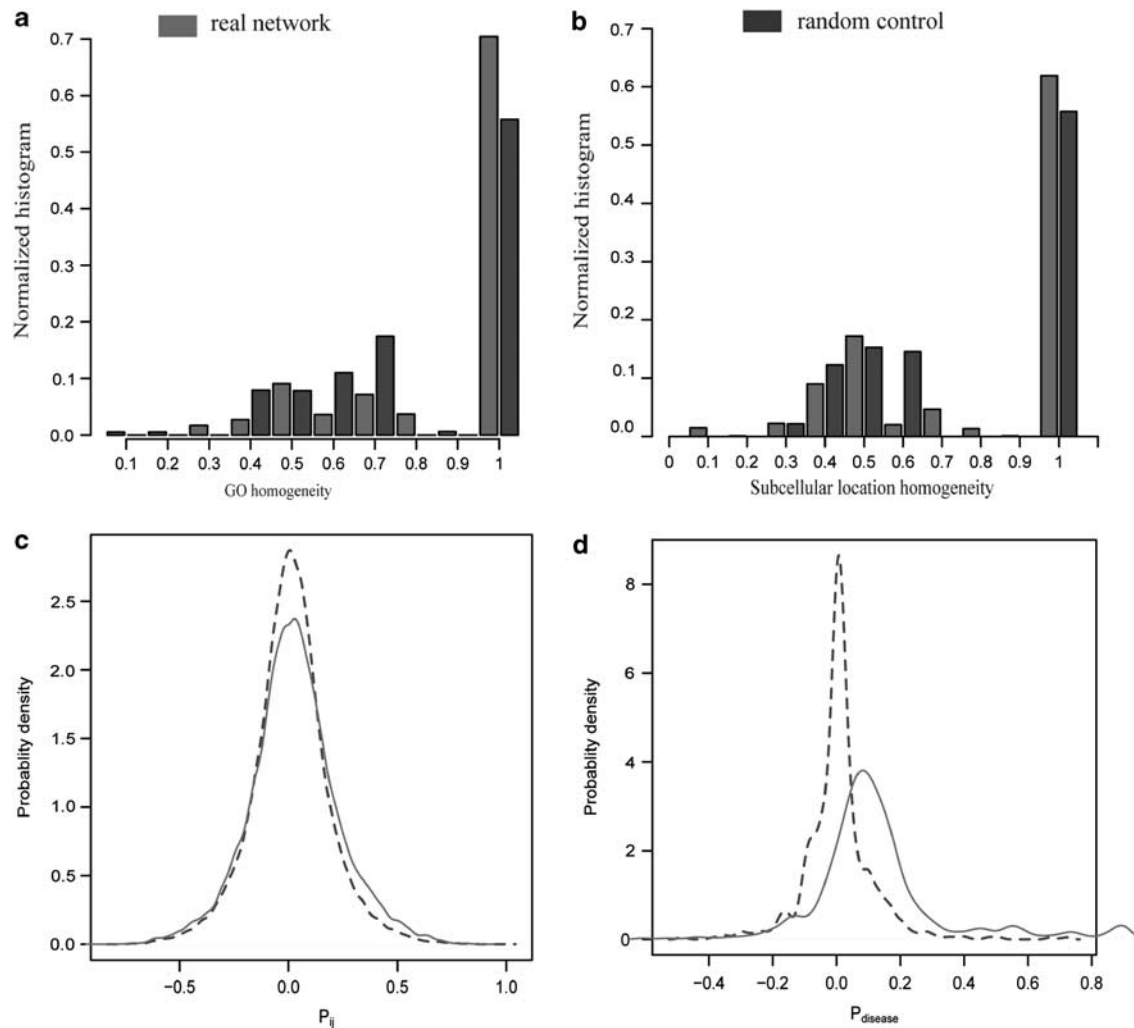 a
real network
0.7
0.6
0.5
0.4
0.3
0.2
0.1
0.0
Normalized histogram
0.1 0.2 0.3 0.4 0.5 0.6 0.7 0.8 0.9 1
GO homogeneity
b
random control
0.7
0.6
0.5
0.4
0.3
0.2
0.1
0.0
Normalized histogram
0 0.1 0.2 0.3 0.4 0.5 0.6 0.7 0.8 0.9 1
Subcellular location homogeneity
c
2.5
2.0
1.5
1.0
0.5
0.0
Probablity density
−0.5 0.0 0.5 1.0
Pij
d
8
6
4
2
0
Probablity density
−0.4 −0.2 0.0 0.2 0.4 0.6 0.8
Pdisease